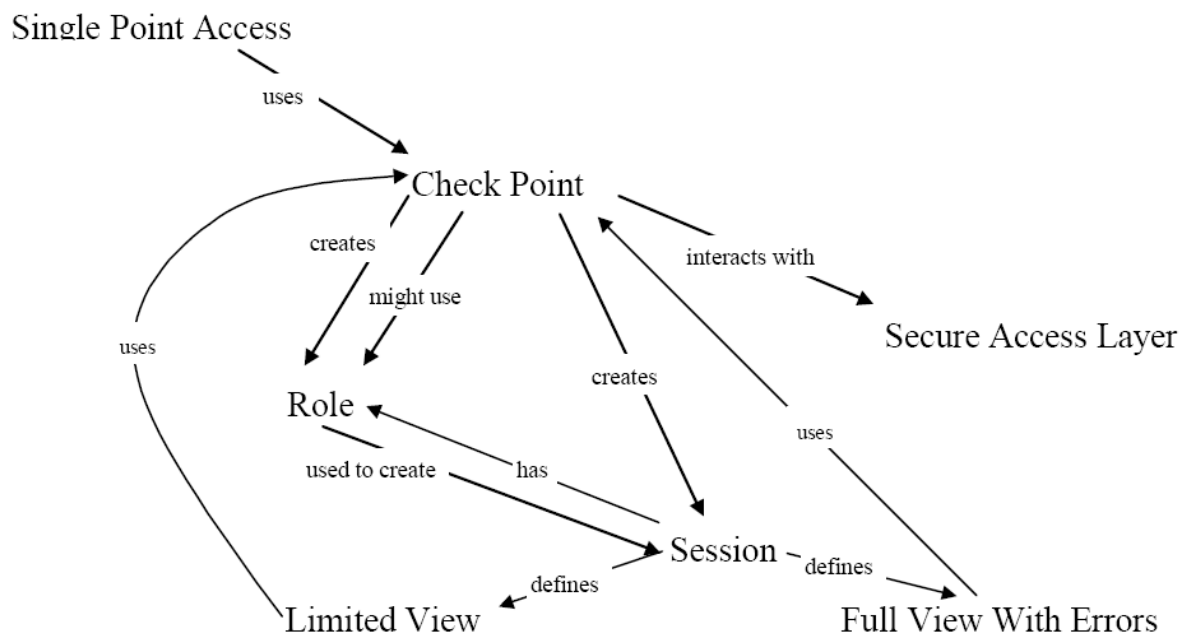 Single Point Access
uses
Check Point
creates
interacts with
might use
Secure Access Layer
uses
creates
Role
uses
used to create
has
Session
defines
defines
Limited View
Full View With Errors